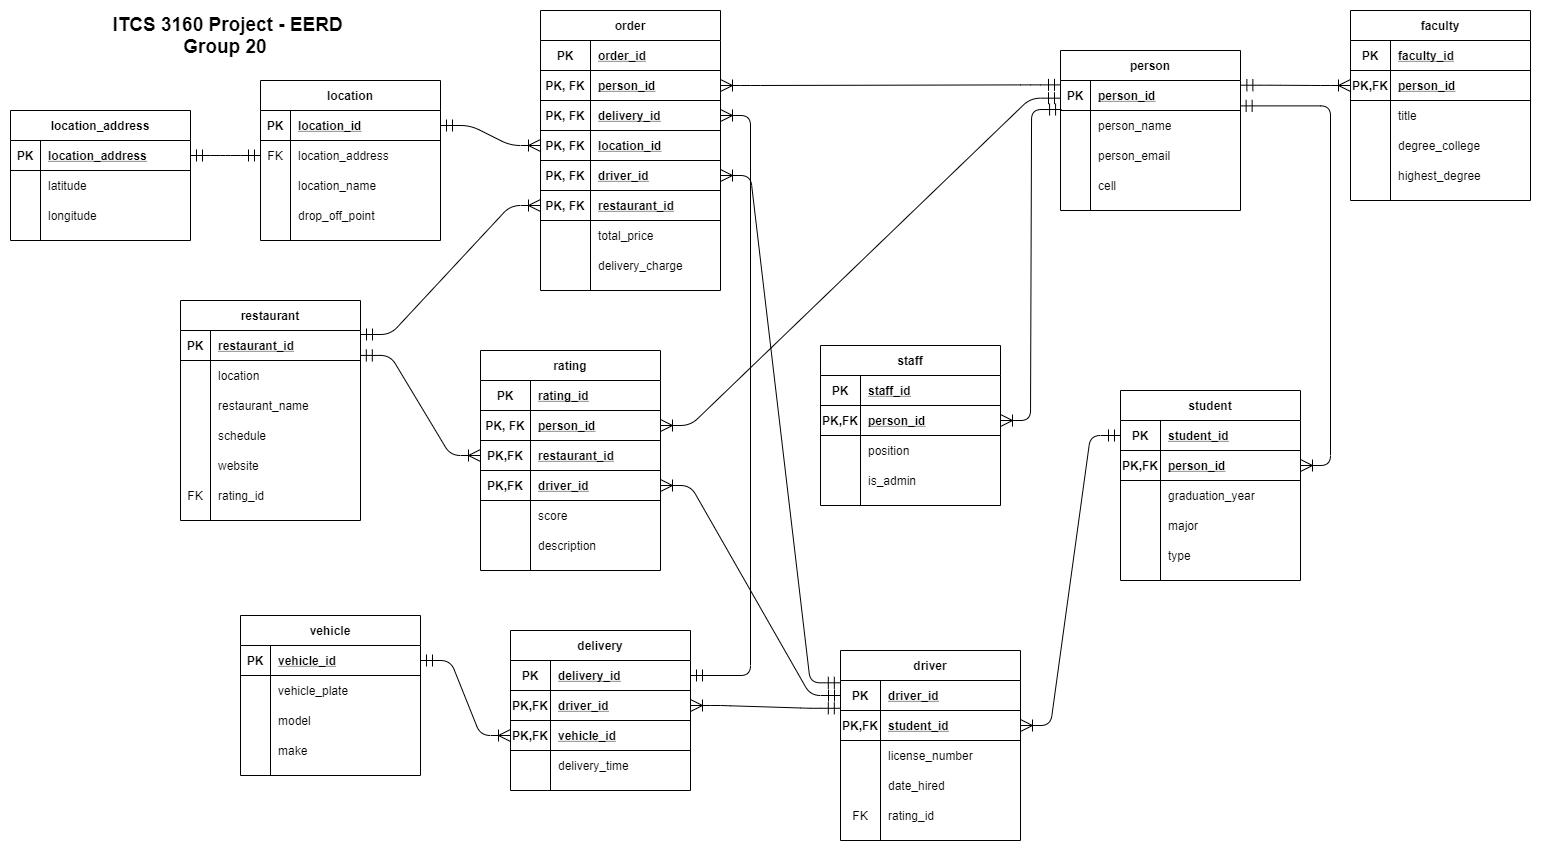 ITCS 3160 Project - EERD
Group 20
order
PK order_id
PK, FK person_id
PK, FK delivery_id
PK, FK location_id
PK, FK driver_id
PK, FK restaurant_id
total_price
delivery_charge
faculty
PK faculty_id
PK,FK person_id
title
degree_college
highest_degree
person
PK person_id
person_name
person_email
cell
location
PK location_id
FK location_address
location_name
drop_off_point
location_address
PK location_address
latitude
longitude
restaurant
PK restaurant_id
location
restaurant_name
schedule
website
FK rating_id
rating
PK rating_id
PK, FK person_id
PK,FK restaurant_id
PK,FK driver_id
score
description
staff
PK staff_id
PK,FK person_id
position
is_admin
student
PK student_id
PK,FK person_id
graduation_year
major
type
vehicle
PK vehicle_id
vehicle_plate
model
make
delivery
PK delivery_id
PK,FK driver_id
PK,FK vehicle_id
delivery_time
driver
PK driver_id
PK,FK student_id
license_number
date_hired
FK rating_id